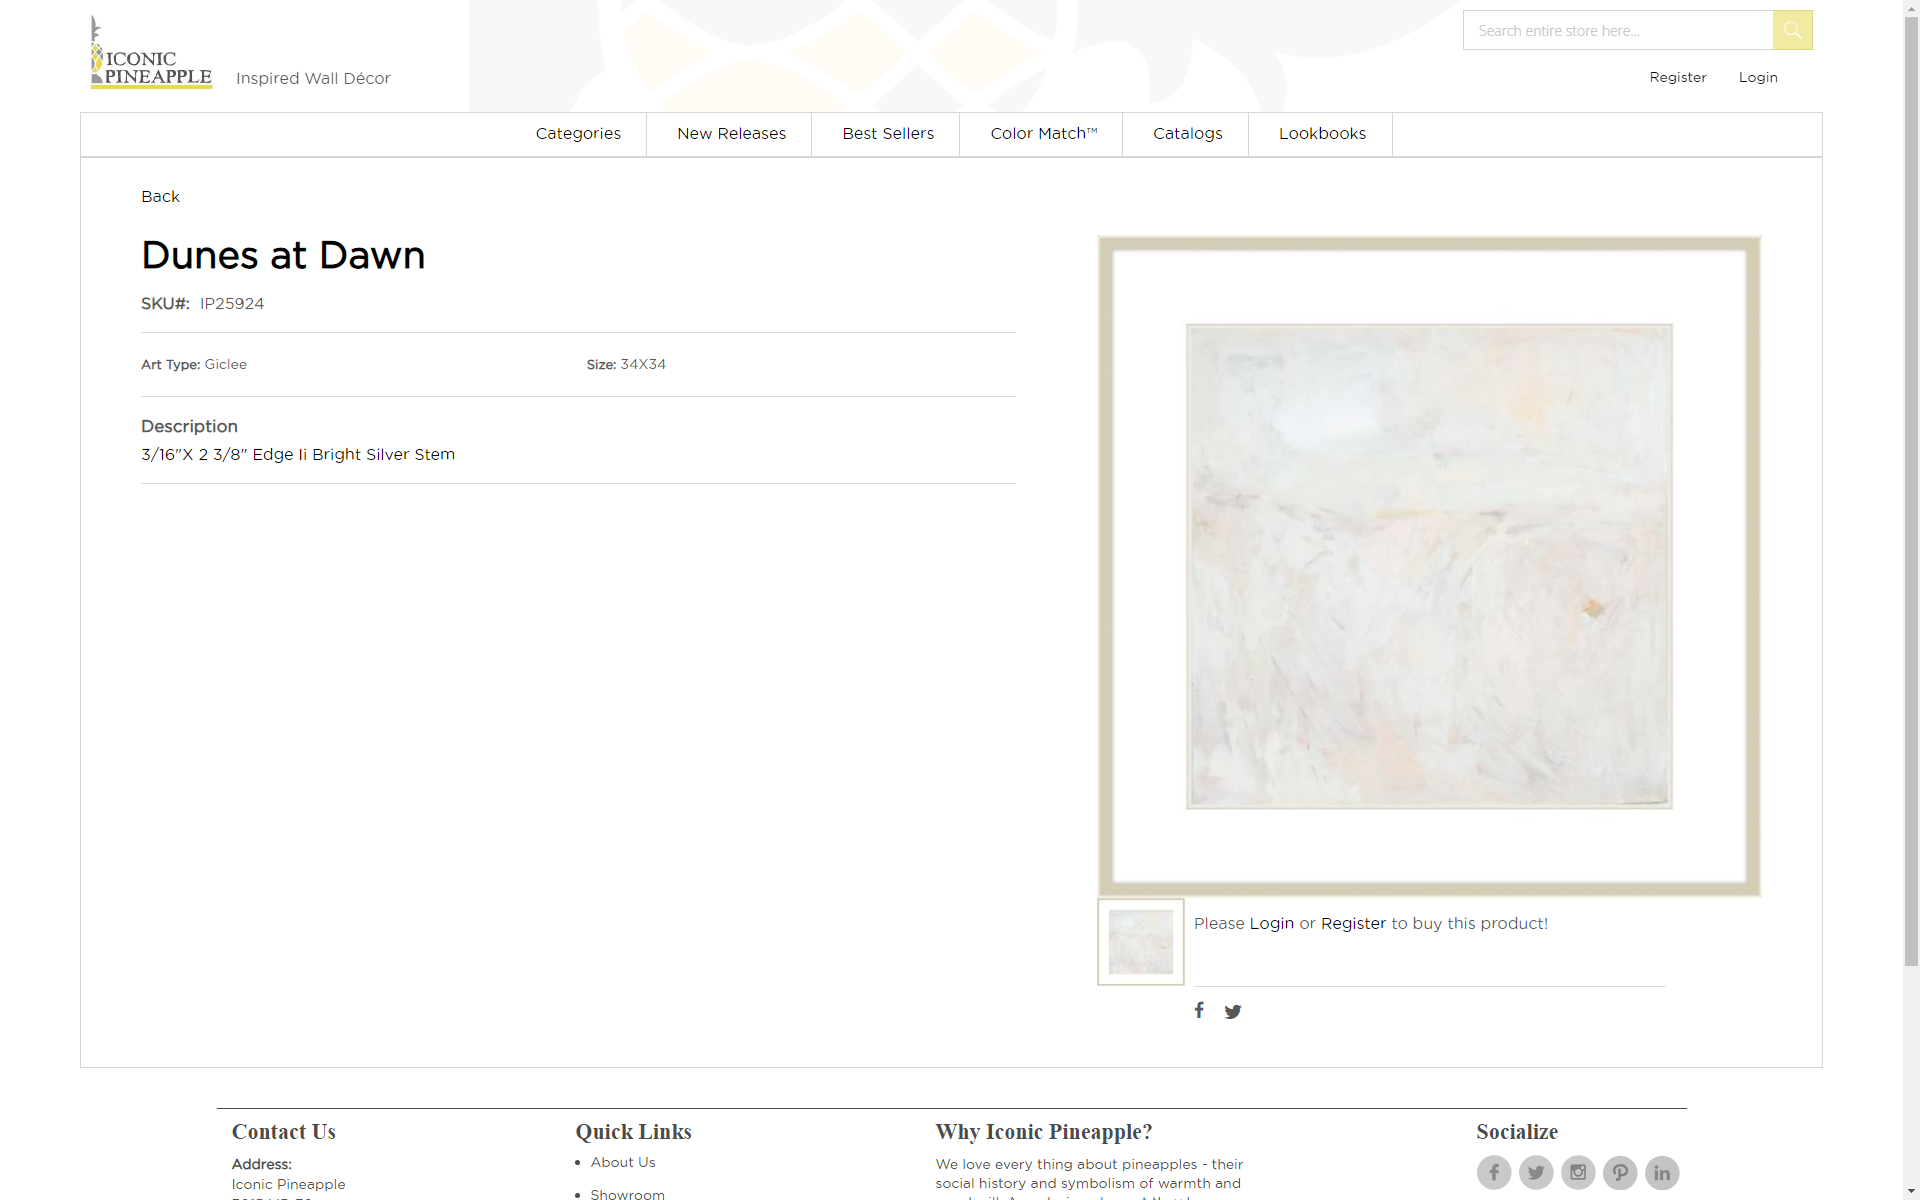 ICONIC
PINEAPPLE
Inspired Wall Décor
Search entire store here...
Register
Login
Categories
New Releases
Best Sellers
Color Match™
Catalogs
Lookbooks
Back
Dunes at Dawn
SKU#: IP25924
Art Type: Giclee
Size: 34X34
Description
3/16"X 2 3/8" Edge Ii Bright Silver Stem
Please Login or Register to buy this product!
Contact Us
Address:
Iconic Pineapple
Quick Links
About Us
Showroom
Why Iconic Pineapple?
We love every thing about pineapples - their
social history and symbolism of warmth and
Socialize